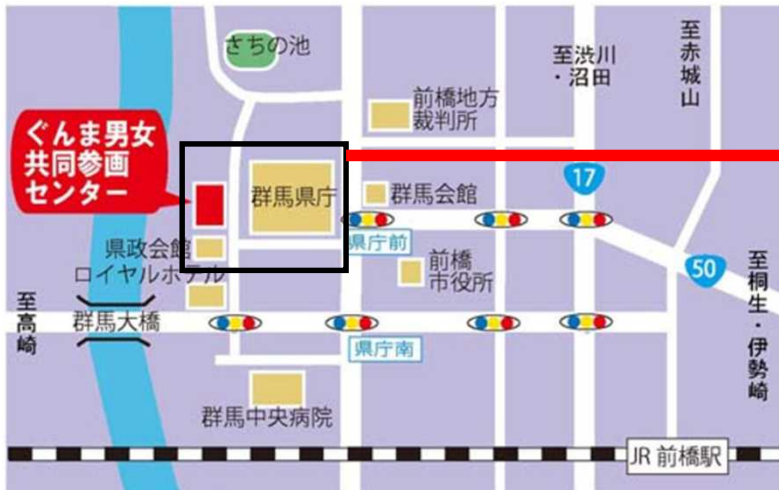 さちの池
至渋川
・沼田
至赤城山
前橋地方
裁判所
ぐんま男女
共同参画
センター
群馬県庁
群馬会館
17
県庁前
県政会館
前橋
市役所
ロイヤルホテル
50
至桐生・伊勢崎
至高崎
群馬大橋
県庁南
群馬中央病院
JR 前橋駅